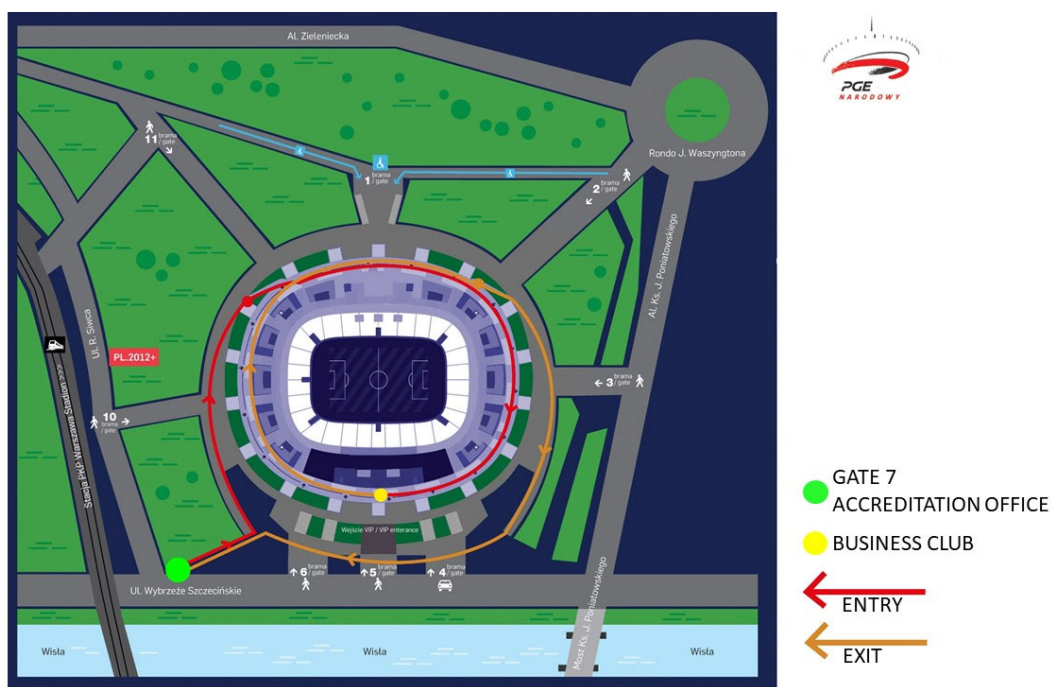 Al. Zieleniecka
PGE
NARODOWY
Rondo J. Waszyngtona
11 brama / gate
1 brama / gate
2 brama / gate
Al. Ks. J. Poniatowskiego
Ul. R. Siwca
PL.2012+
Stacja PKP Warszawa Stadion >>>
3 brama / gate
10 brama / gate
GATE 7
ACCREDITATION OFFICE
BUSINESS CLUB
ENTRY
EXIT
Wejście VIP / VIP enterance
6 brama / gate
5 brama / gate
4 brama / gate
Ul. Wybrzeże Szczecińskie
Most Ks. J. Poniatowskiego
Wisła
Wisła
Wisła